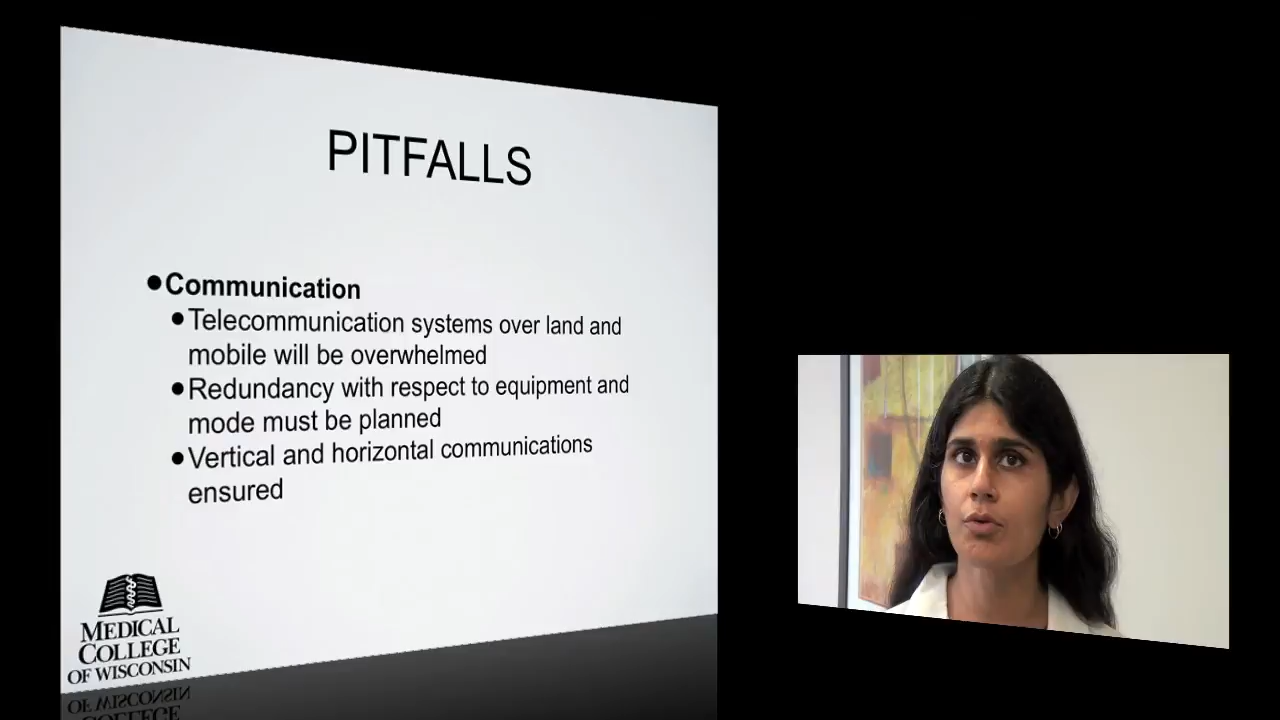 PITFALLS
●Communication
●Telecommunication systems over land and
mobile will be overwhelmed
●Redundancy with respect to equipment and
mode must be planned
●Vertical and horizontal communications
ensured
MEDICAL
COLLEGE
OF WISCONSIN